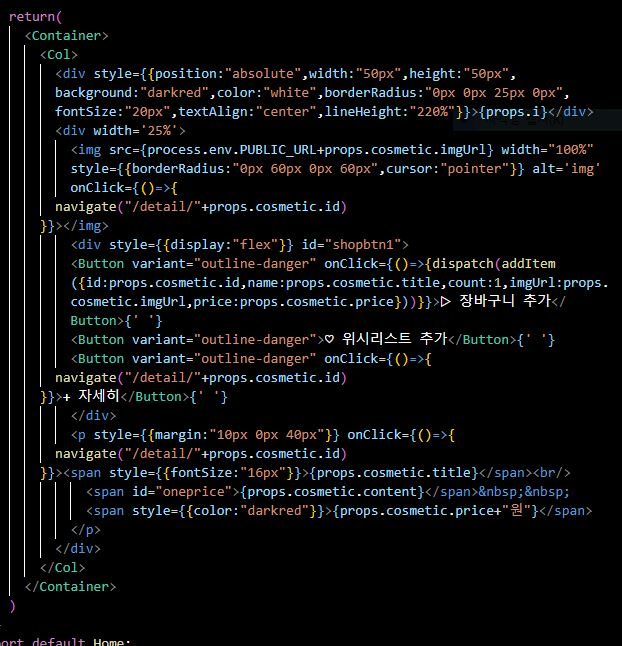 return(
<Container>
<Col>
<div style={{position:"absolute",width:"50px",height:"50px",
background:"darkred",color:"white",borderRadius:"0px 0px 25px 0px",
fontSize:"20px",textAlign:"center",lineHeight:"220%"}}>{props.i}</div>
<div width='25%'>
<img src={process.env.PUBLIC_URL+props.cosmetic.imgUrl} width="100%"
style={{borderRadius:"0px 60px 0px 60px",cursor:"pointer"}} alt='img'
onClick={()=>{
navigate("/detail/"+props.cosmetic.id)
}}></img>
<div style={{display:"flex"}} id="shopbtn1">
<Button variant="outline-danger" onClick={()=>{dispatch(addItem
({id:props.cosmetic.id,name:props.cosmetic.title,count:1,imgUrl:props.
cosmetic.imgUrl,price:props.cosmetic.price}))}}>▷ 장바구니 추가</
Button>{' '}
<Button variant="outline-danger">♡ 위시리스트 추가</Button>{' '}
<Button variant="outline-danger" onClick={()=>{
navigate("/detail/"+props.cosmetic.id)
}}>+ 자세히</Button>{' '}
</div>
<p style={{margin:"10px 0px 40px"}} onClick={()=>{
navigate("/detail/"+props.cosmetic.id)
}}><span style={{fontSize:"16px"}}>{props.cosmetic.title}</span><br/>
<span id="oneprice">{props.cosmetic.content}</span>&nbsp;&nbsp;
<span style={{color:"darkred"}}>{props.cosmetic.price+"원"}</span>
</p>
</div>
</Col>
</Container>
)
ort default Home;